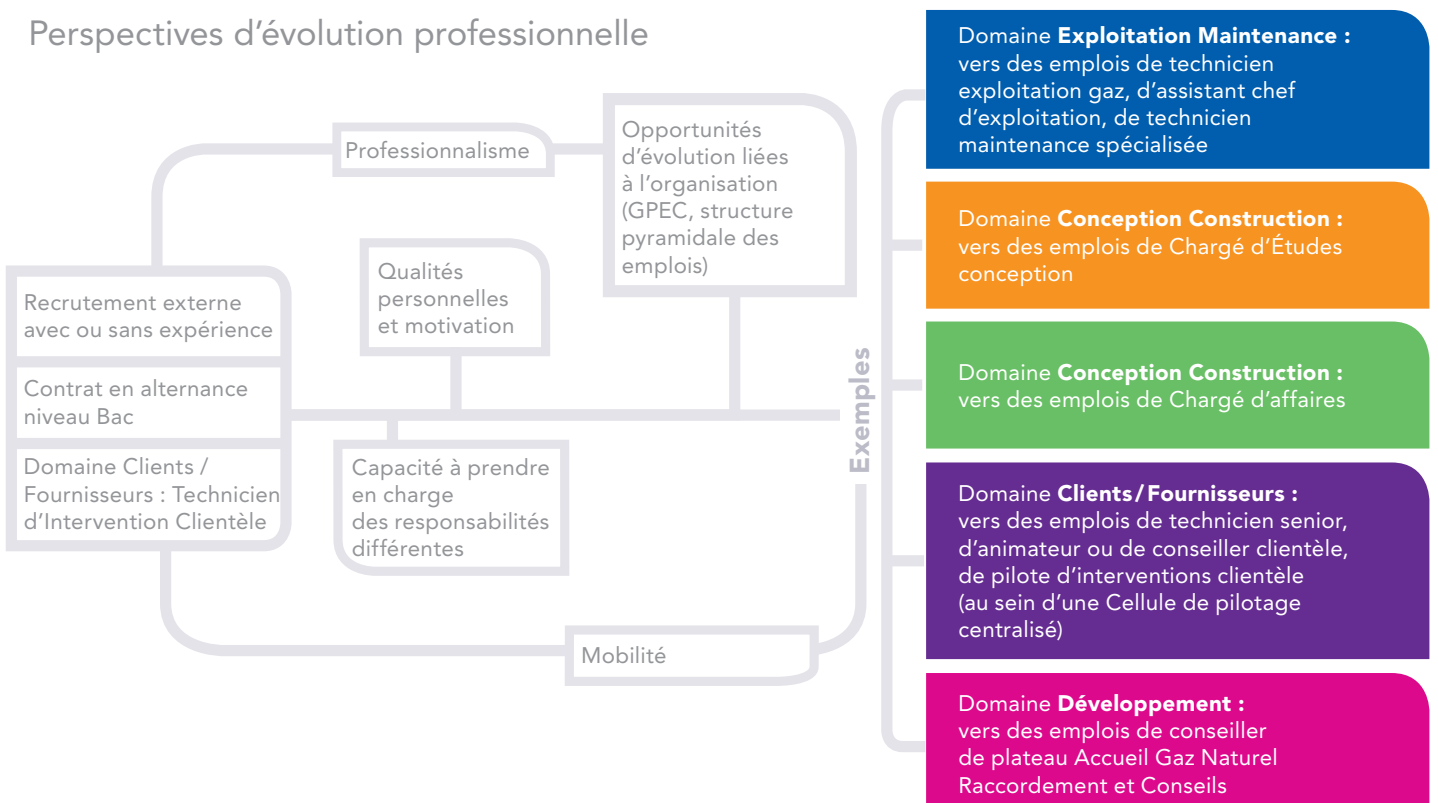 Perspectives d’évolution professionnelle
Professionnalisme
Opportunités
d’évolution liées
à l’organisation
(GPEC, structure
pyramidale des
emplois)
Qualités
personnelles
et motivation
Recrutement externe
avec ou sans expérience
Contrat en alternance
niveau Bac
Domaine Clients /
Fournisseurs : Technicien
d’Intervention Clientèle
Capacité à prendre
en charge
des responsabilités
différentes
Mobilité
Exemples
Domaine Exploitation Maintenance :
vers des emplois de technicien
exploitation gaz, d’assistant chef
d’exploitation, de technicien
maintenance spécialisée
Domaine Conception Construction :
vers des emplois de Chargé d’Études
conception
Domaine Conception Construction :
vers des emplois de Chargé d’affaires
Domaine Clients / Fournisseurs :
vers des emplois de technicien senior,
d’animateur ou de conseiller clientèle,
de pilote d’interventions clientèle
(au sein d’une Cellule de pilotage
centralisé)
Domaine Développement :
vers des emplois de conseiller
de plateau Accueil Gaz Naturel
Raccordement et Conseils